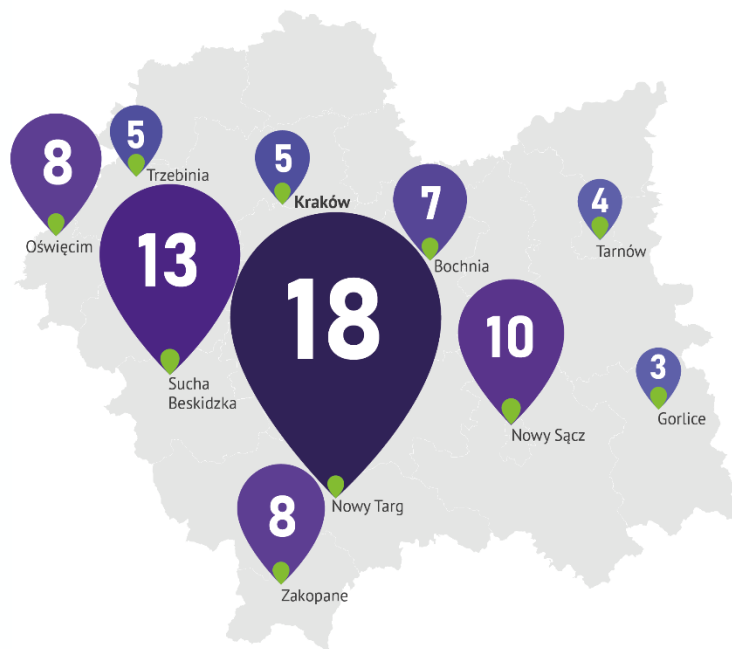 5
Trzebinia
8
Oświęcim
5
Kraków
7
Bochnia
4
Tarnów
13
Sucha
Beskidzka
18
Nowy Targ
10
Nowy Sącz
3
Gorlice
8
Zakopane